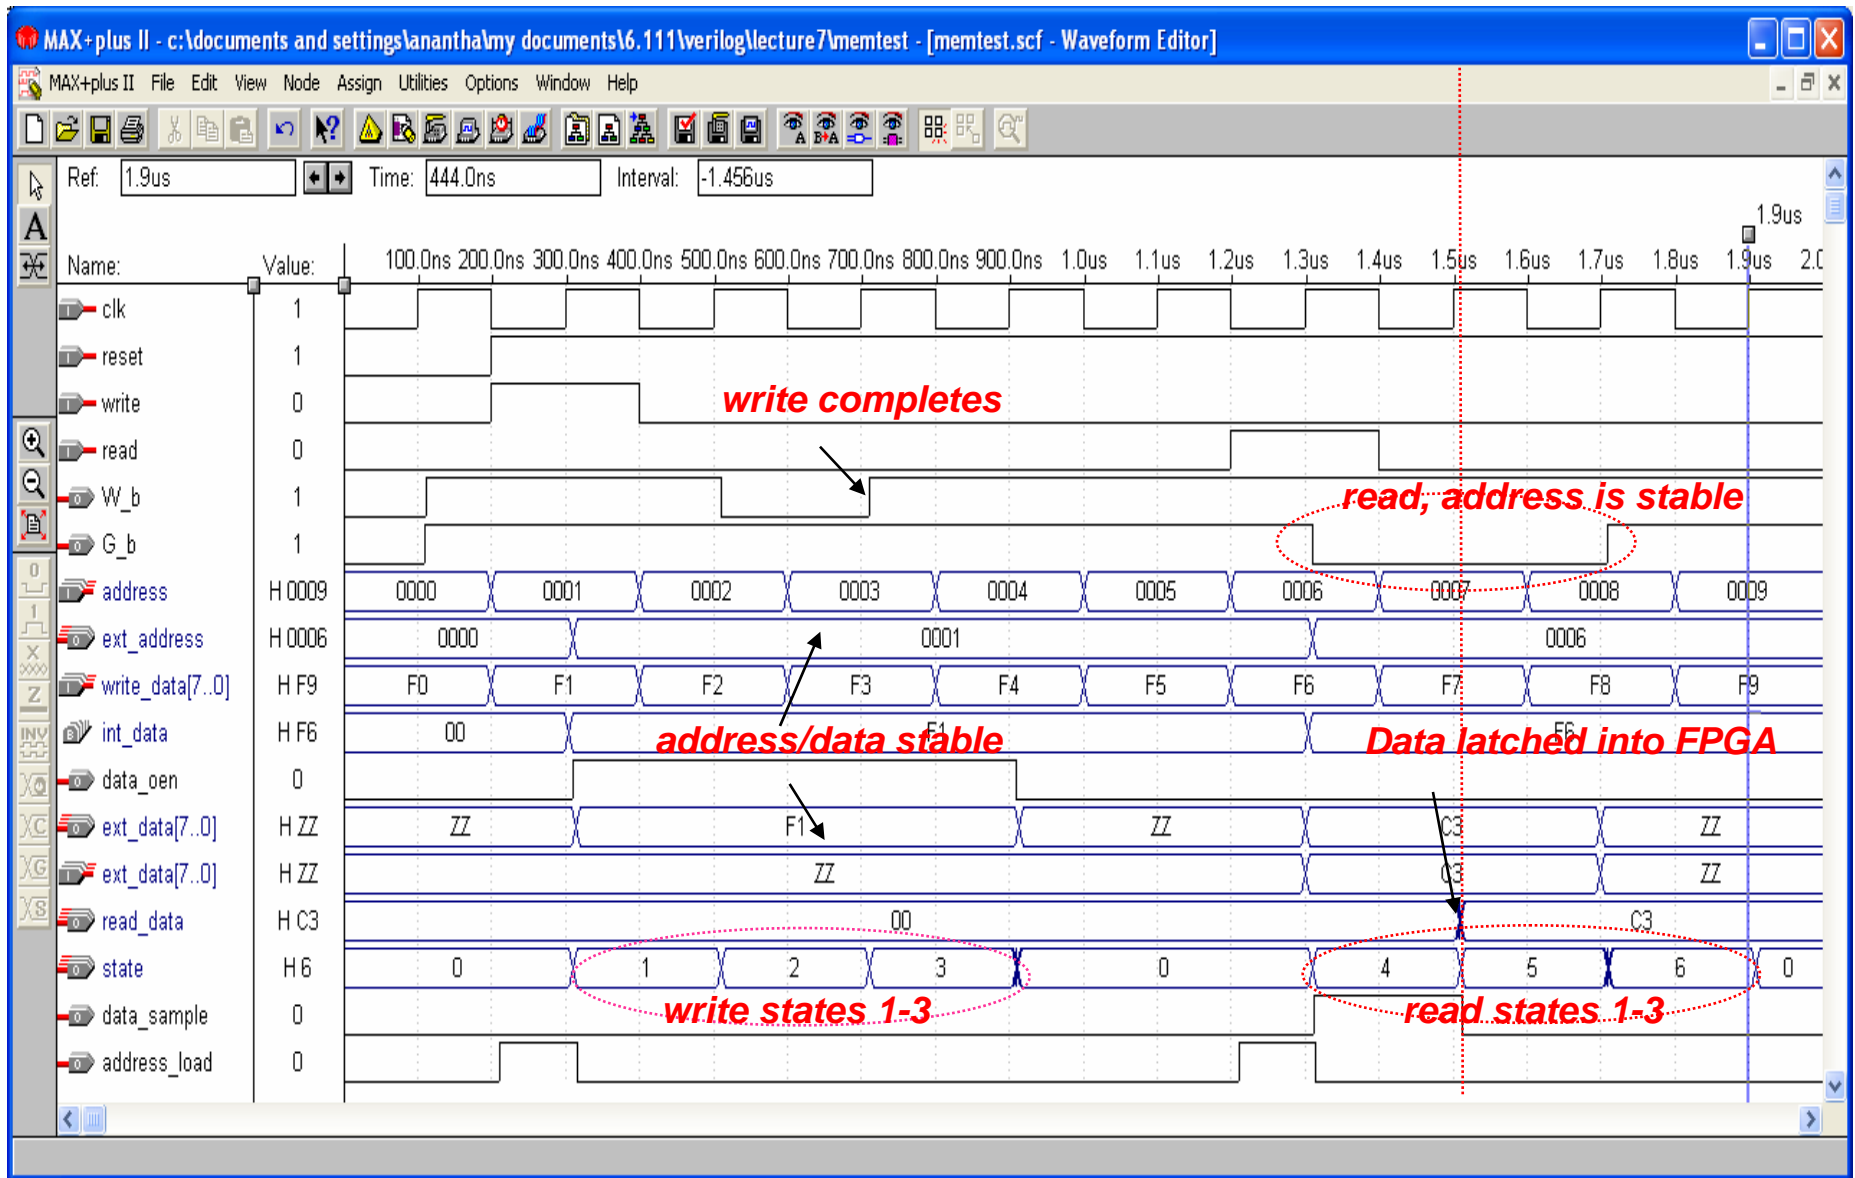 MAX+plus II - c:\documents and settings\anantha\my documents\6.111\verilog\lecture7\memtest - [memtest.scf - Waveform Editor]
MAX+plus II File Edit View Node Assign Utilities Options Window Help
Ref: 1.9us Time: 444.0ns Interval: -1.456us
1.9us
Name: Value: 100.0ns 200.0ns 300.0ns 400.0ns 500.0ns 600.0ns 700.0ns 800.0ns 900.0ns 1.0us 1.1us 1.2us 1.3us 1.4us 1.5us 1.6us 1.7us 1.8us 1.9us 2.0
clk 1
reset 1
write 0
write completes
read 0
W_b 1
read, address is stable
G_b 1
address H 0009 0000 0001 0002 0003 0004 0005 0006 0007 0008 0009
ext_address H 0006 0000 0001 0006
write_data[7..0] H F9 F0 F1 F2 F3 F4 F5 F6 F7 F8 F9
int_data H F6 00 F1 F6
address/data stable Data latched into FPGA
data_oen 0
ext_data[7..0] H ZZ ZZ F1 ZZ C3 ZZ
ext_data[7..0] H ZZ ZZ C3 ZZ
read_data H C3 00 C3
state H 6 0 1 2 3 0 4 5 6 0
write states 1-3 read states 1-3
data_sample 0
address_load 0